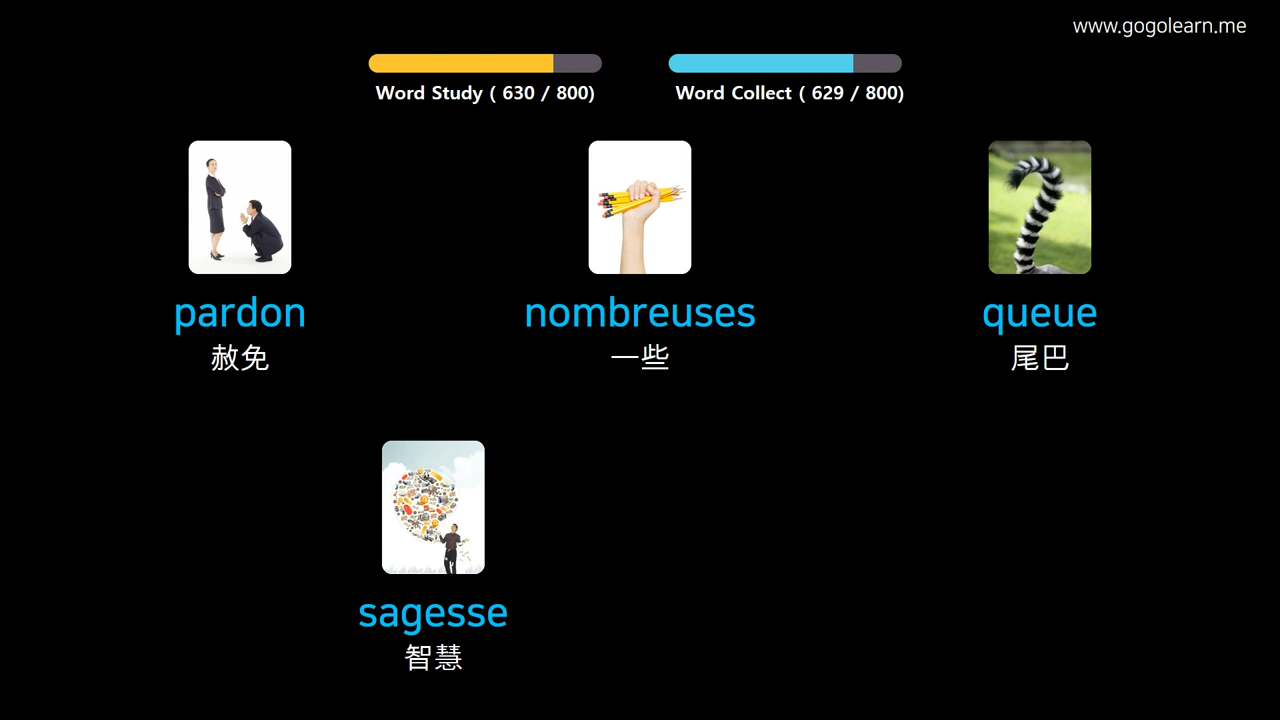 www.gogolearn.me
Word Study ( 630 / 800)
Word Collect ( 629 / 800)
pardon
赦免
nombreuses
一些
queue
尾巴
sagesse
智慧